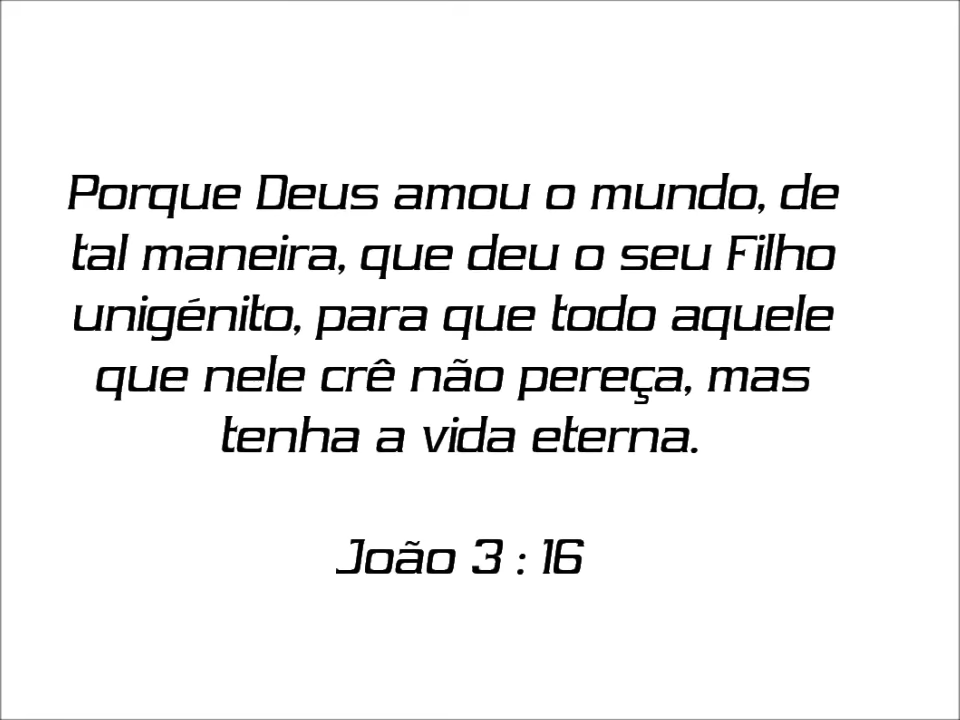 Porque Deus amou o mundo, de
tal maneira, que deu o seu Filho
unigénito, para que todo aquele
que nele crê não pereça, mas
tenha a vida eterna.
João 3 : 16